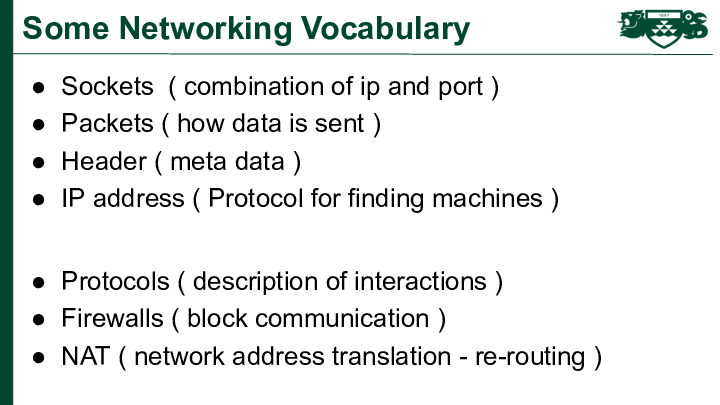 Some Networking Vocabulary
● Sockets ( combination of ip and port )
● Packets ( how data is sent )
● Header ( meta data )
● IP address ( Protocol for finding machines )
● Protocols ( description of interactions )
● Firewalls ( block communication )
● NAT ( network address translation - re-routing )